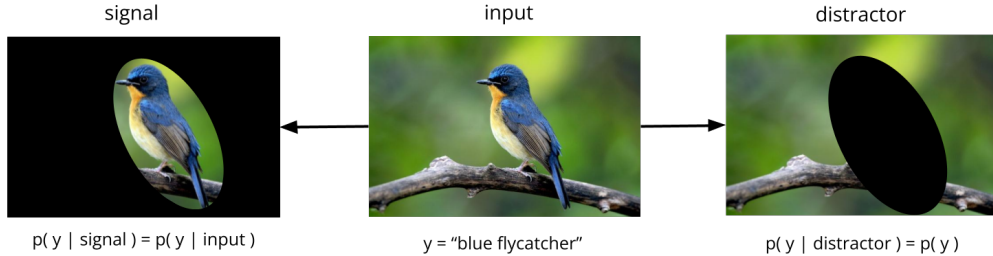 signal
input
distractor
p( y | signal ) = p( y | input )
y = “blue flycatcher”
p( y | distractor ) = p( y )